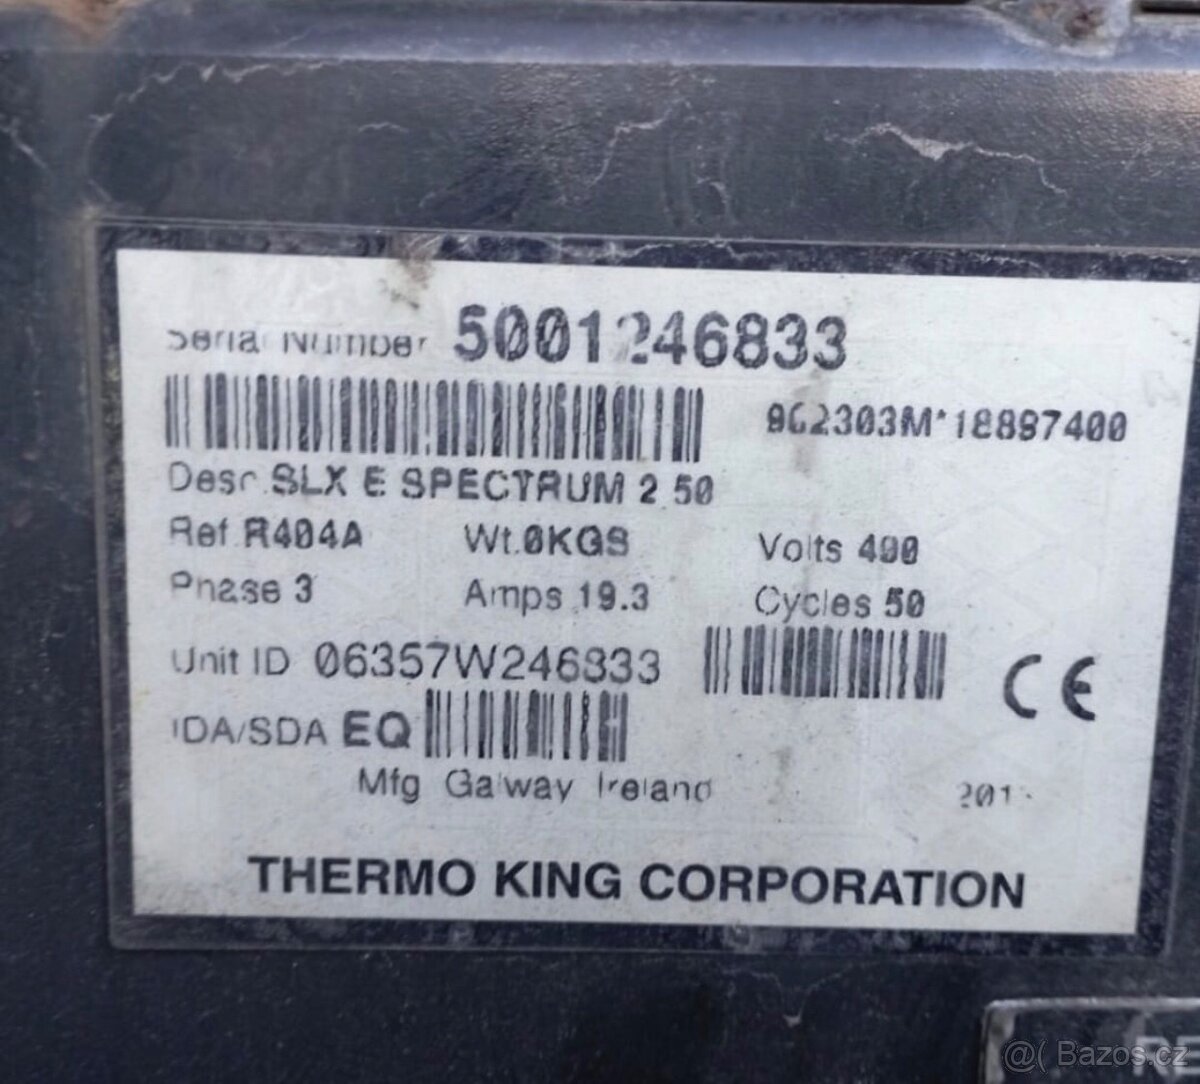 Serial Number 5001246833
962303M*18897400
Desc. SLX E SPECTRUM 2 50
Ref R404A Wt.0KGS Volts 400
Phase 3 Amps 19.3 Cycles 50
Unit ID 06357W246833
IDA/SDA EQ
CE
Mfg Galway Ireland
THERMO KING CORPORATION
RE
@( Bazos.cz